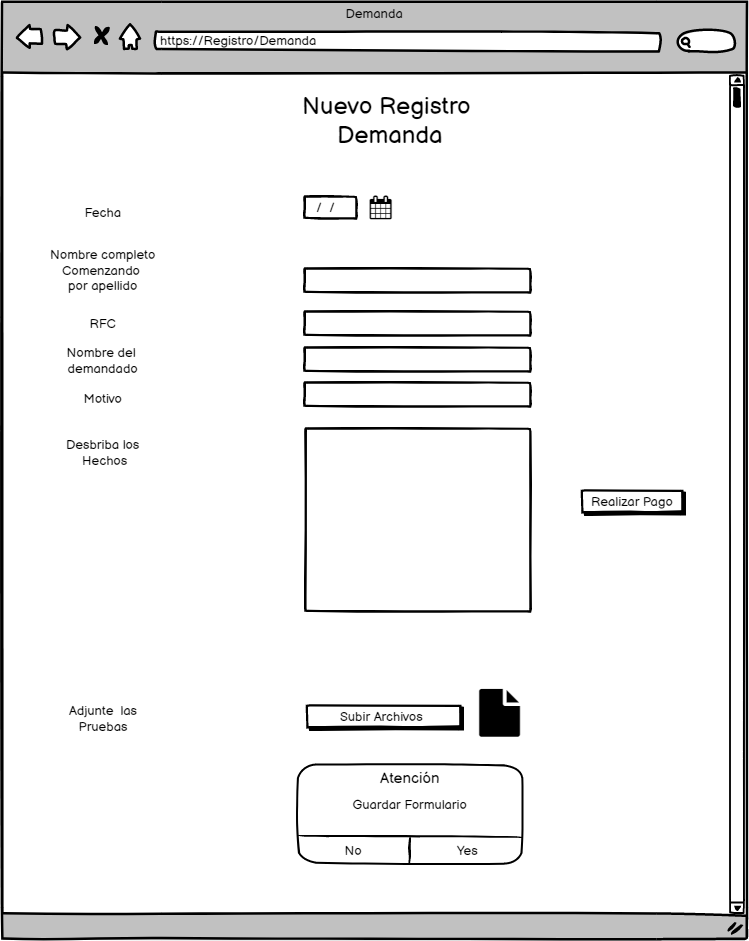 Demanda
https://Registro/Demanda
Nuevo Registro
Demanda
Fecha
/ /
Nombre completo
Comenzando
por apellido
RFC
Nombre del
demandado
Motivo
Desbriba los
Hechos
Realizar Pago
Adjunte las
Pruebas
Subir Archivos
Atención
Guardar Formulario
No
Yes